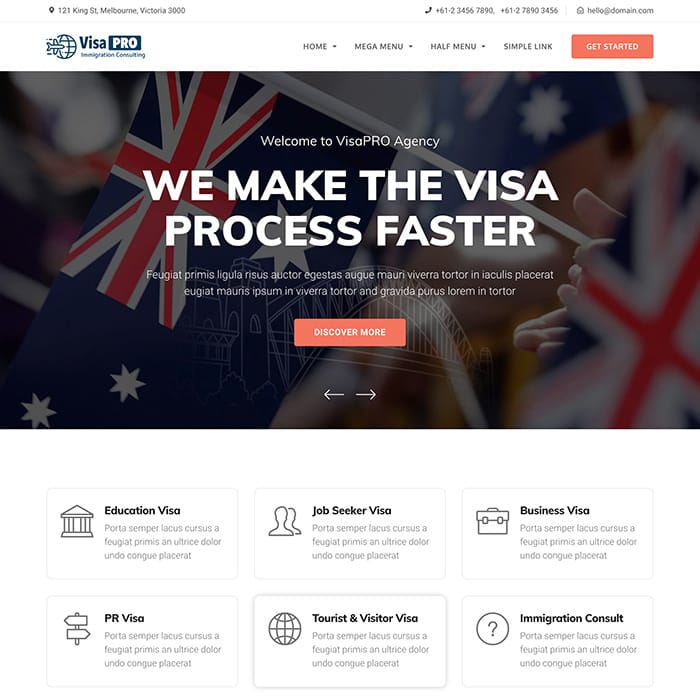 121 King St, Melbourne, Victoria 3000
+61-2 3456 7890, +61-2 7890 3456
hello@domain.com
Visa PRO
Immigration Consulting
HOME
MEGA MENU
HALF MENU
SIMPLE LINK
GET STARTED
Welcome to VisaPRO Agency
WE MAKE THE VISA
PROCESS FASTER
Feugiat primis ligula risus auctor egestas augue mauri viverra tortor in iaculis placerat
eugiat mauris ipsum in viverra tortor and gravida purus lorem in tortor
DISCOVER MORE
Education Visa
Porta semper lacus cursus a
feugiat primis an ultrice dolor
undo congue placerat
Job Seeker Visa
Porta semper lacus cursus a
feugiat primis an ultrice dolor
undo congue placerat
Business Visa
Porta semper lacus cursus a
feugiat primis an ultrice dolor
undo congue placerat
PR Visa
Porta semper lacus cursus a
feugiat primis an ultrice dolor
undo congue placerat
Tourist & Visitor Visa
Porta semper lacus cursus a
feugiat primis an ultrice dolor
undo congue placerat
Immigration Consult
Porta semper lacus cursus a
feugiat primis an ultrice dolor
undo congue placerat